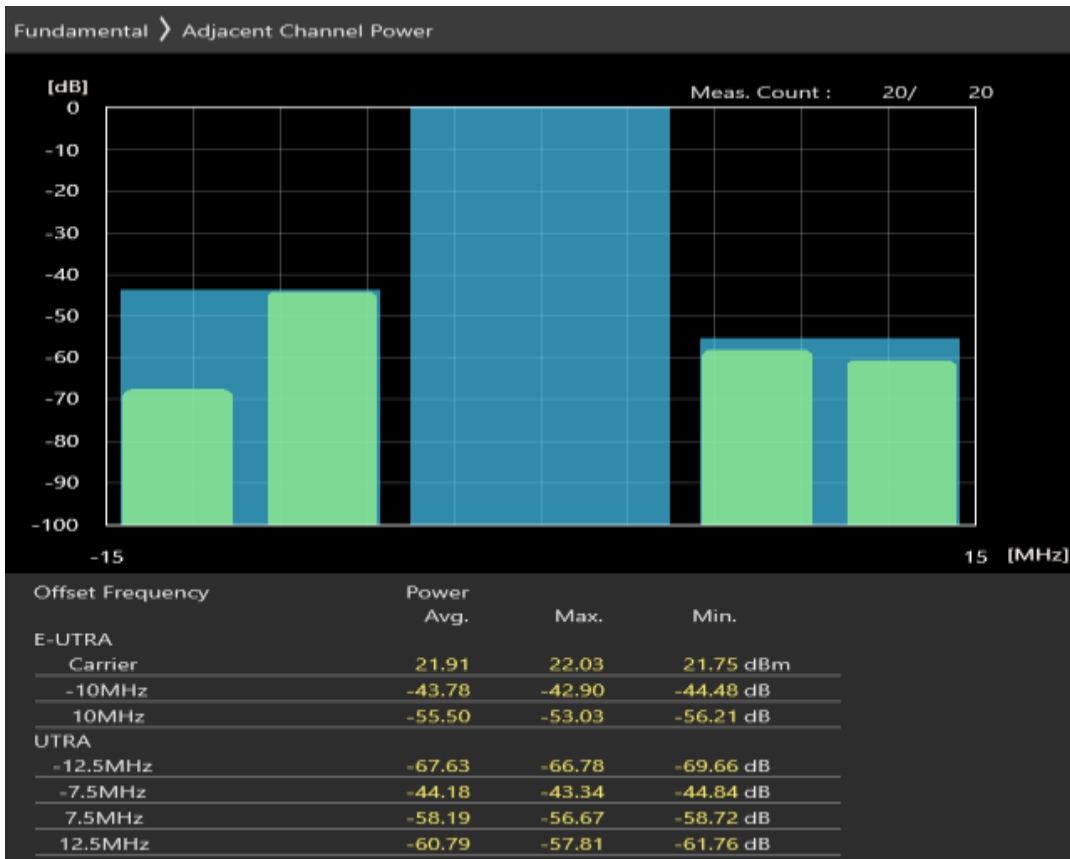 Fundamental 〉 Adjacent Channel Power
[dB]
Meas. Count : 20/ 20
0
-10
-20
-30
-40
-50
-60
-70
-80
-90
-100
-15 15 [MHz]
Offset Frequency Power
Avg. Max. Min.
E-UTRA
Carrier 21.91 22.03 21.75 dBm
-10MHz -43.78 -42.90 -44.48 dB
10MHz -55.50 -53.03 -56.21 dB
UTRA
-12.5MHz -67.63 -66.78 -69.66 dB
-7.5MHz -44.18 -43.34 -44.84 dB
7.5MHz -58.19 -56.67 -58.72 dB
12.5MHz -60.79 -57.81 -61.76 dB